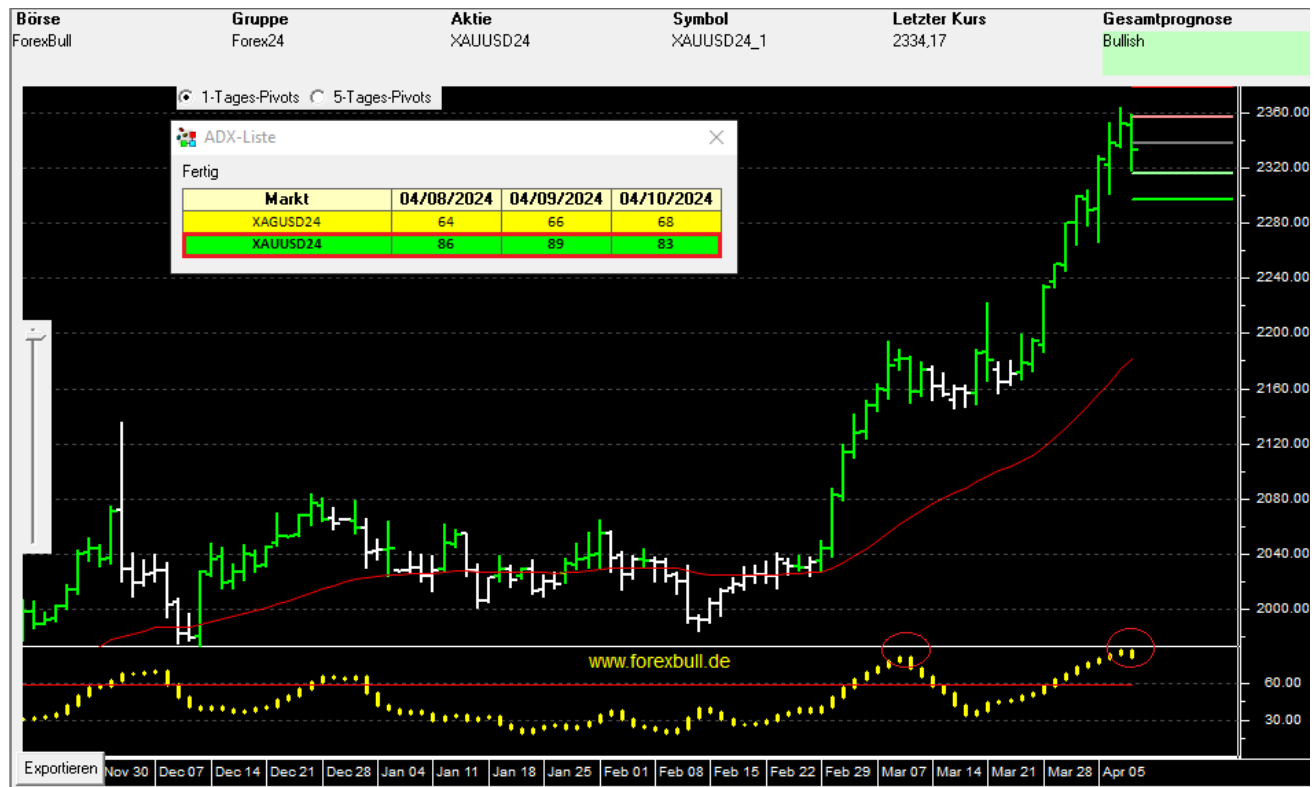 Börse Gruppe Aktie Symbol Letzter Kurs Gesamtprognose
ForexBull Forex24 XAUUSD24 XAUUSD24_1 2334,17 Bullish
1-Tages-Pivots 5-Tages-Pivots
ADX-Liste
Fertig
Markt 04/08/2024 04/09/2024 04/10/2024
XAGUSD24 64 66 68
XAUUSD24 86 89 83
2360.00
2320.00
2280.00
2240.00
2200.00
2160.00
2120.00
2080.00
2040.00
2000.00
www.forexbull.de
60.00
30.00
Exportieren Nov 30 Dec 07 Dec 14 Dec 21 Dec 28 Jan 04 Jan 11 Jan 18 Jan 25 Feb 01 Feb 08 Feb 15 Feb 22 Feb 29 Mar 07 Mar 14 Mar 21 Mar 28 Apr 05